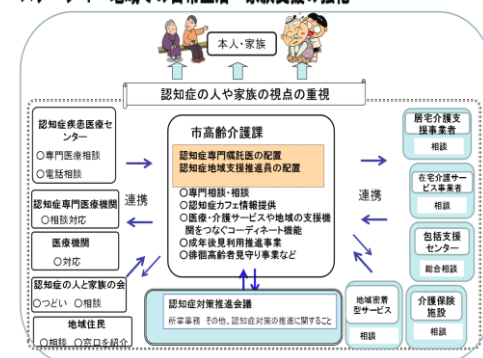 本人・家族
認知症の人や家族の視点の重視
認知症疾患医療セ
ンター
○専門医療相談
○電話相談
認知症専門医療機関
○相談対応
医療機関
○対応
認知症の人と家族の会
○つどい ○相談
地域住民
○相談 ○窓口を紹介
連携
市高齢介護課
認知症専門嘱託医の配置
認知症地域支援推進員の配置
○専門相談・相談
○認知症カフェ情報提供
○医療・介護サービスや地域の支援機
関をつなぐコーディネート機能
○成年後見利用推進事業
○徘徊高齢者見守り事業など
認知症対策推進会議
所掌事務 その他、認知症対策の推進に関すること
連携
居宅介護支
援事業者
相談
在宅介護サー
ビス事業者
相談
包括支援
センター
総合相談
地域密着
型サービス
相談
介護保険
施設
相談